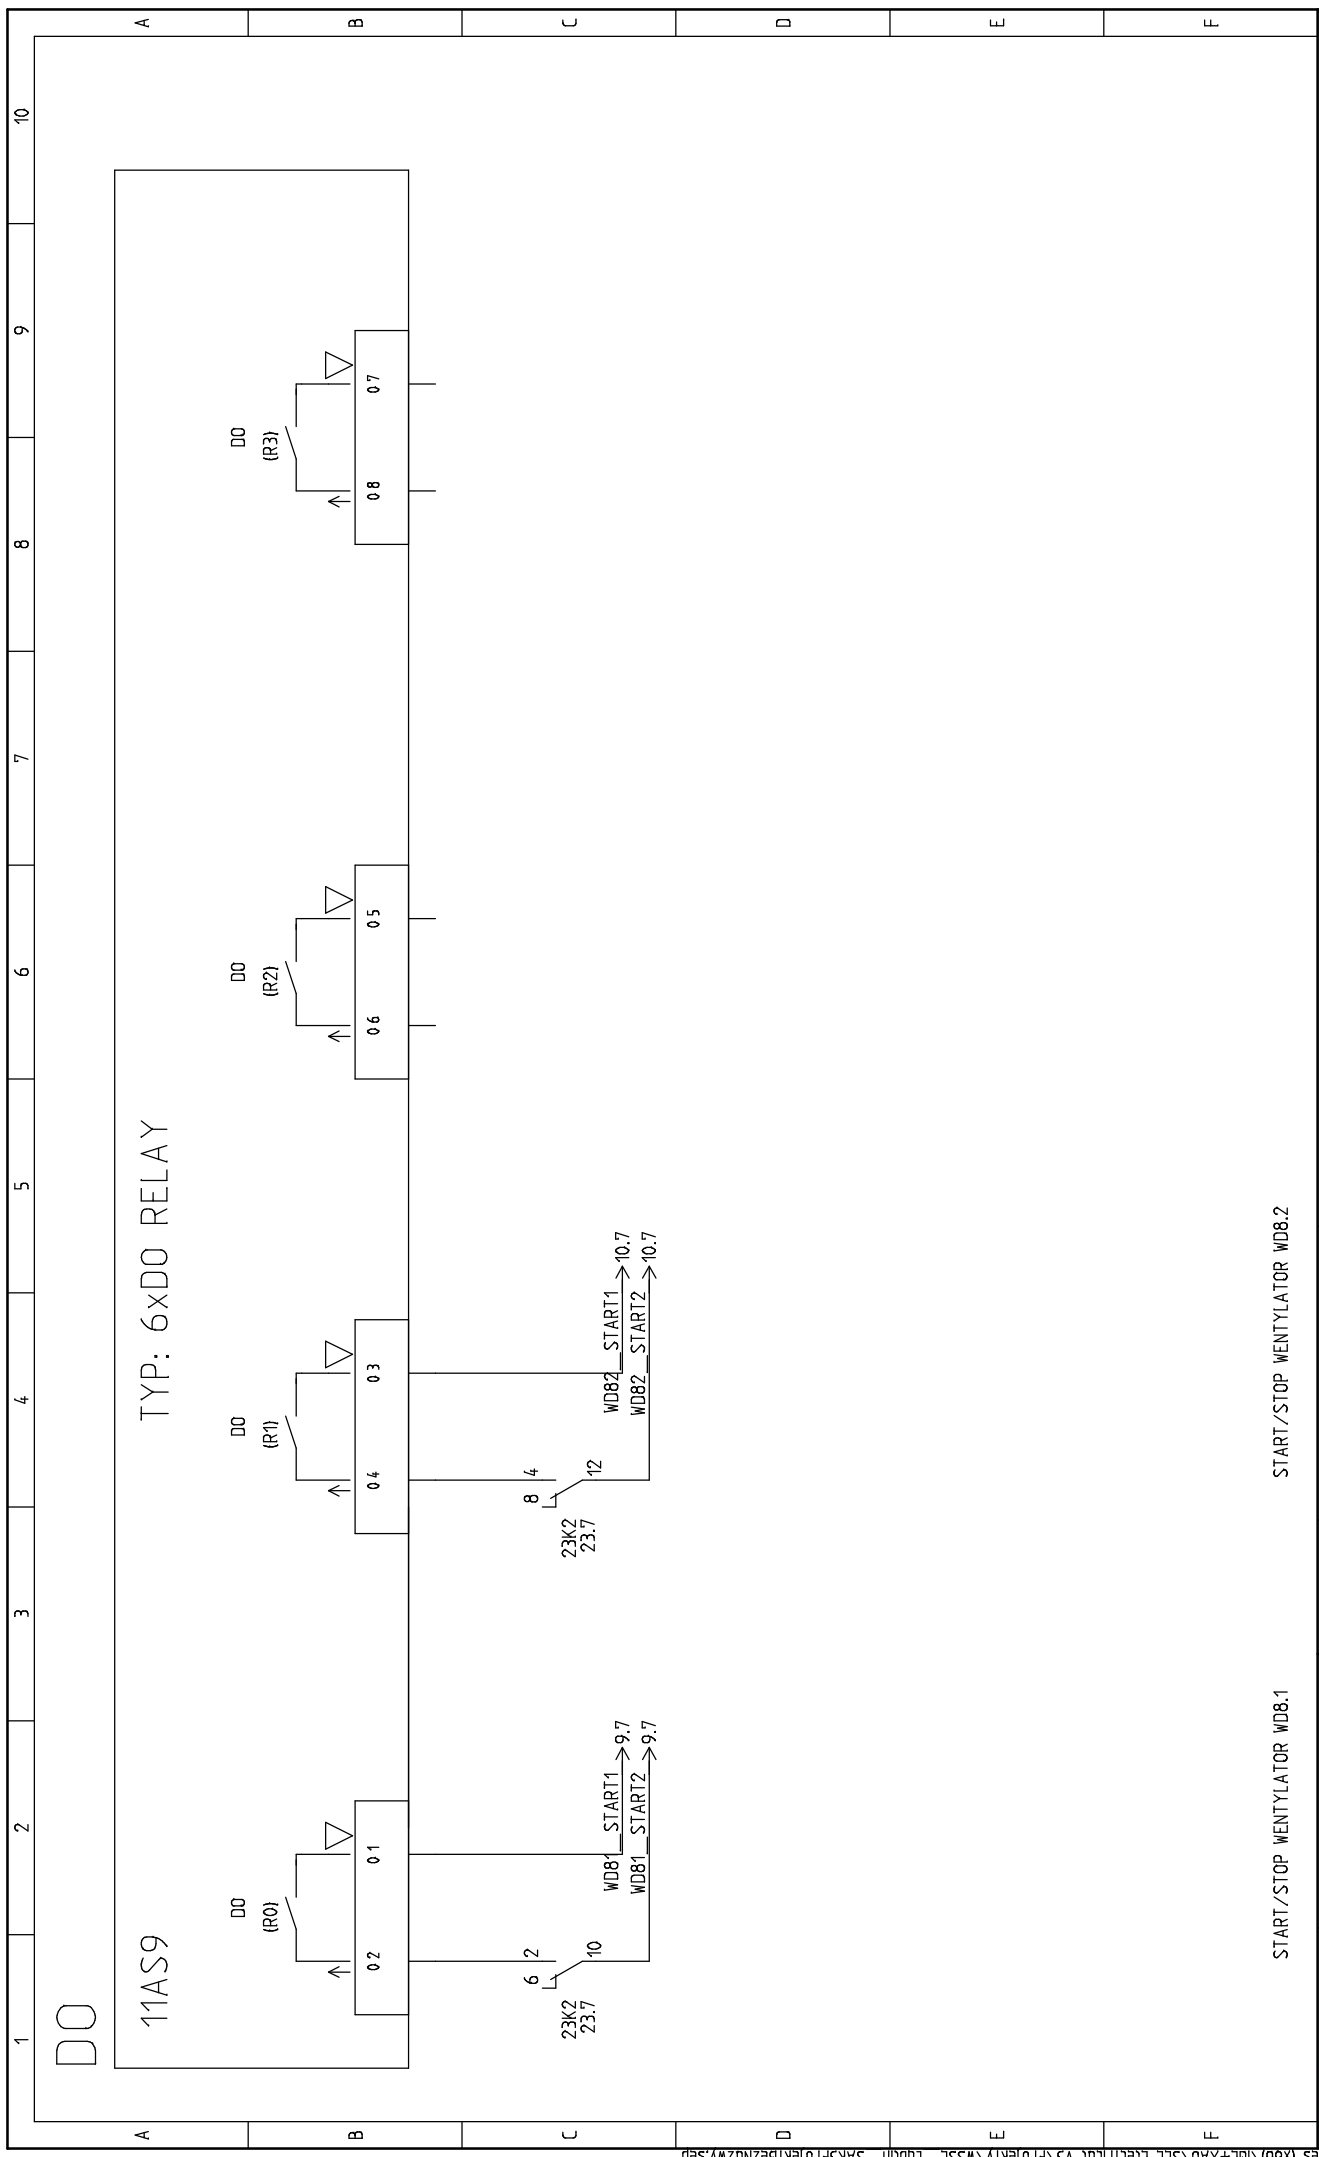 1 2 3 4 5 6 7 8 9 10
A
A
DO
11AS9
TYP: 6xDO RELAY
B
B
DO
DO
DO
DO
(R0)
(R1)
(R2)
(R3)
02 01
04 03
06 05
08 07
C
C
6 2
8 4
23K2
23.7
10
23K2
23.7
12
WD81_START1 9.7
WD81_START2 9.7
WD82_START1 10.7
WD82_START2 10.7
D
D
E
E
F
F
START/STOP WENTYLATOR WD8.1
START/STOP WENTYLATOR WD8.2